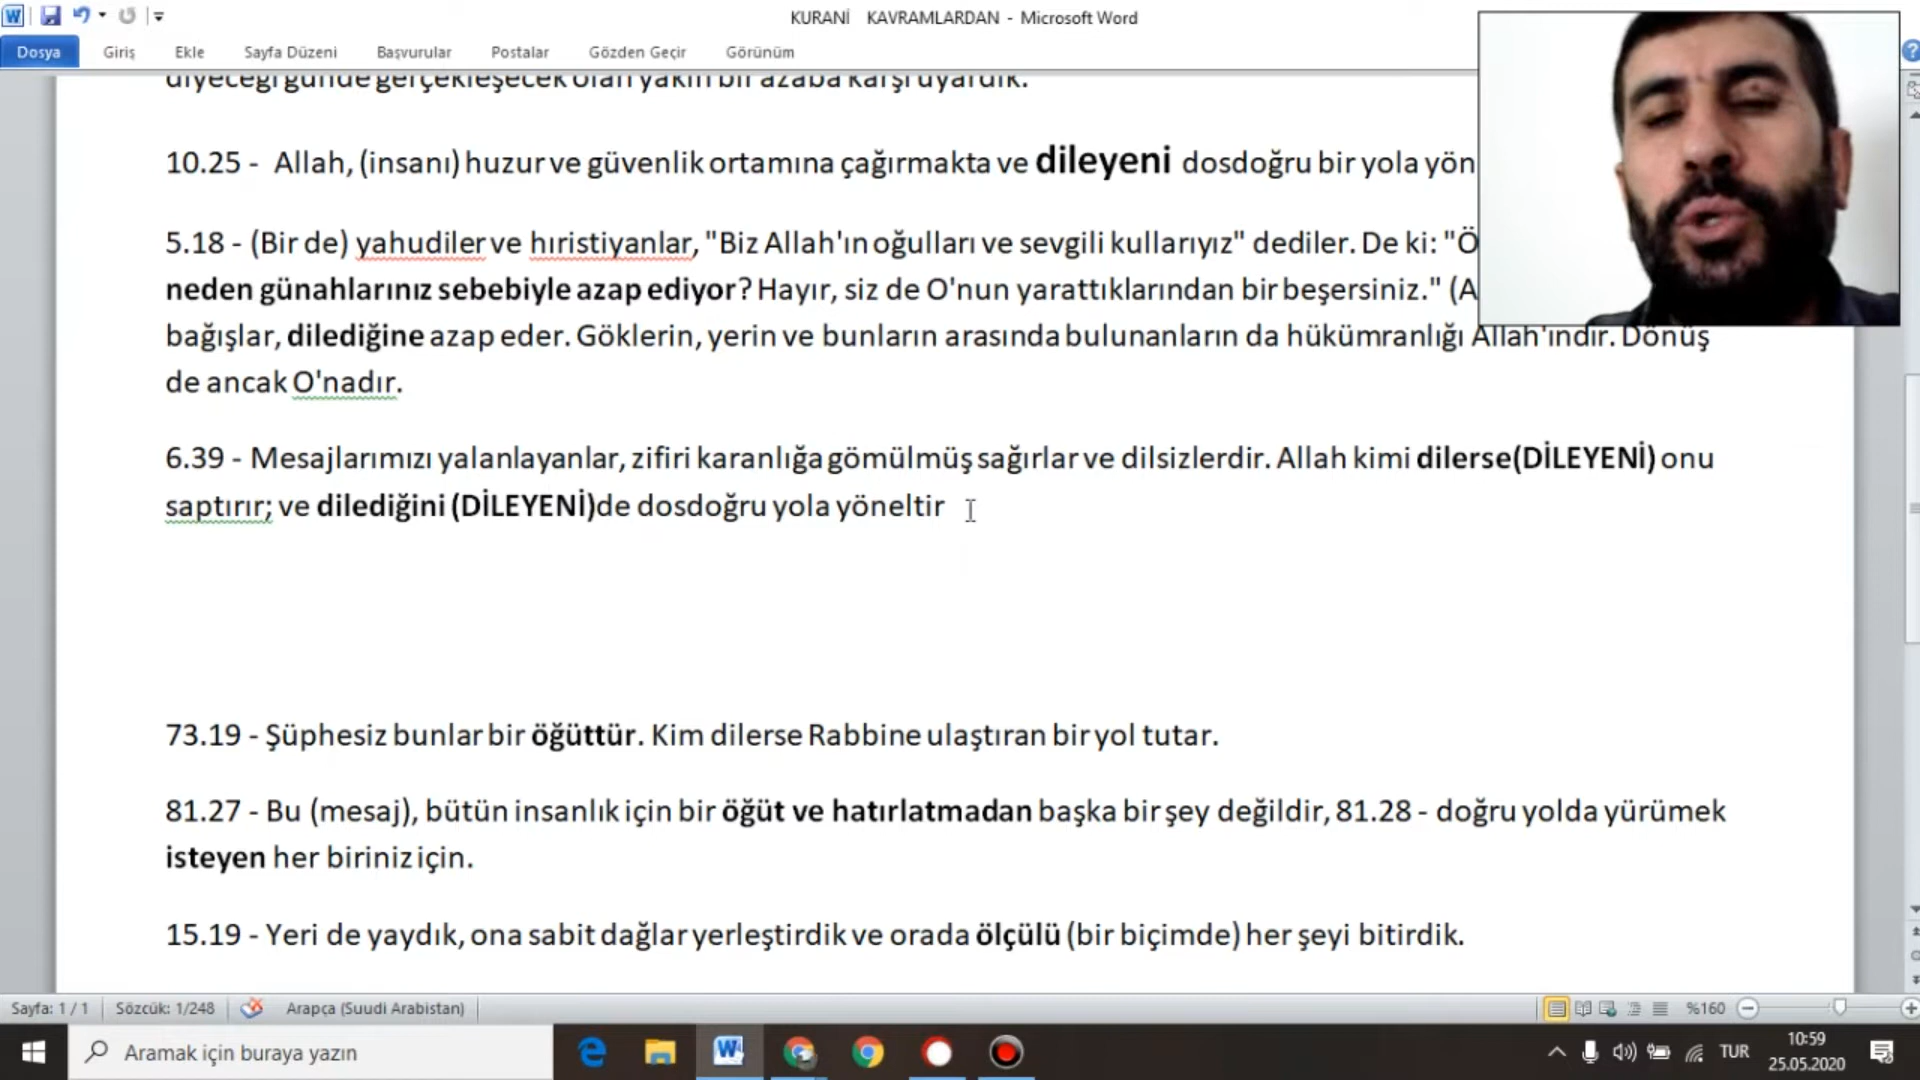 KURANİ KAVRAMLARDAN - Microsoft Word
Dosya Giriş Ekle Sayfa Düzeni Başvurular Postalar Gözden Geçir Görünüm
diyeceği günde gerçekleşecek olan yakın bir azaba karşı uyardık.
10.25 - Allah, (insanı) huzur ve güvenlik ortamına çağırmakta ve dileyeni dosdoğru bir yola yön
5.18 - (Bir de) yahudiler ve hıristiyanlar, "Biz Allah'ın oğulları ve sevgili kullarıyız" dediler. De ki: "Ö
neden günahlarınız sebebiyle azap ediyor? Hayır, siz de O'nun yarattıklarından bir beşersiniz." (A
bağışlar, dilediğine azap eder. Göklerin, yerin ve bunların arasında bulunanların da hükümranlığı Allah'ındır. Dönüş
de ancak O'nadır.
6.39 - Mesajlarımızı yalanlayanlar, zifiri karanlığa gömülmüş sağırlar ve dilsizlerdir. Allah kimi dilerse(DİLEYENİ) onu
saptırır; ve dilediğini (DİLEYENİ)de dosdoğru yola yöneltir
73.19 - Şüphesiz bunlar bir öğüttür. Kim dilerse Rabbine ulaştıran bir yol tutar.
81.27 - Bu (mesaj), bütün insanlık için bir öğüt ve hatırlatmadan başka bir şey değildir, 81.28 - doğru yolda yürümek
isteyen her biriniz için.
15.19 - Yeri de yaydık, ona sabit dağlar yerleştirdik ve orada ölçülü (bir biçimde) her şeyi bitirdik.
Sayfa: 1 / 1 Sözcük: 1/248 Arapça (Suudi Arabistan) %160
Aramak için buraya yazın TUR 10:59
25.05.2020